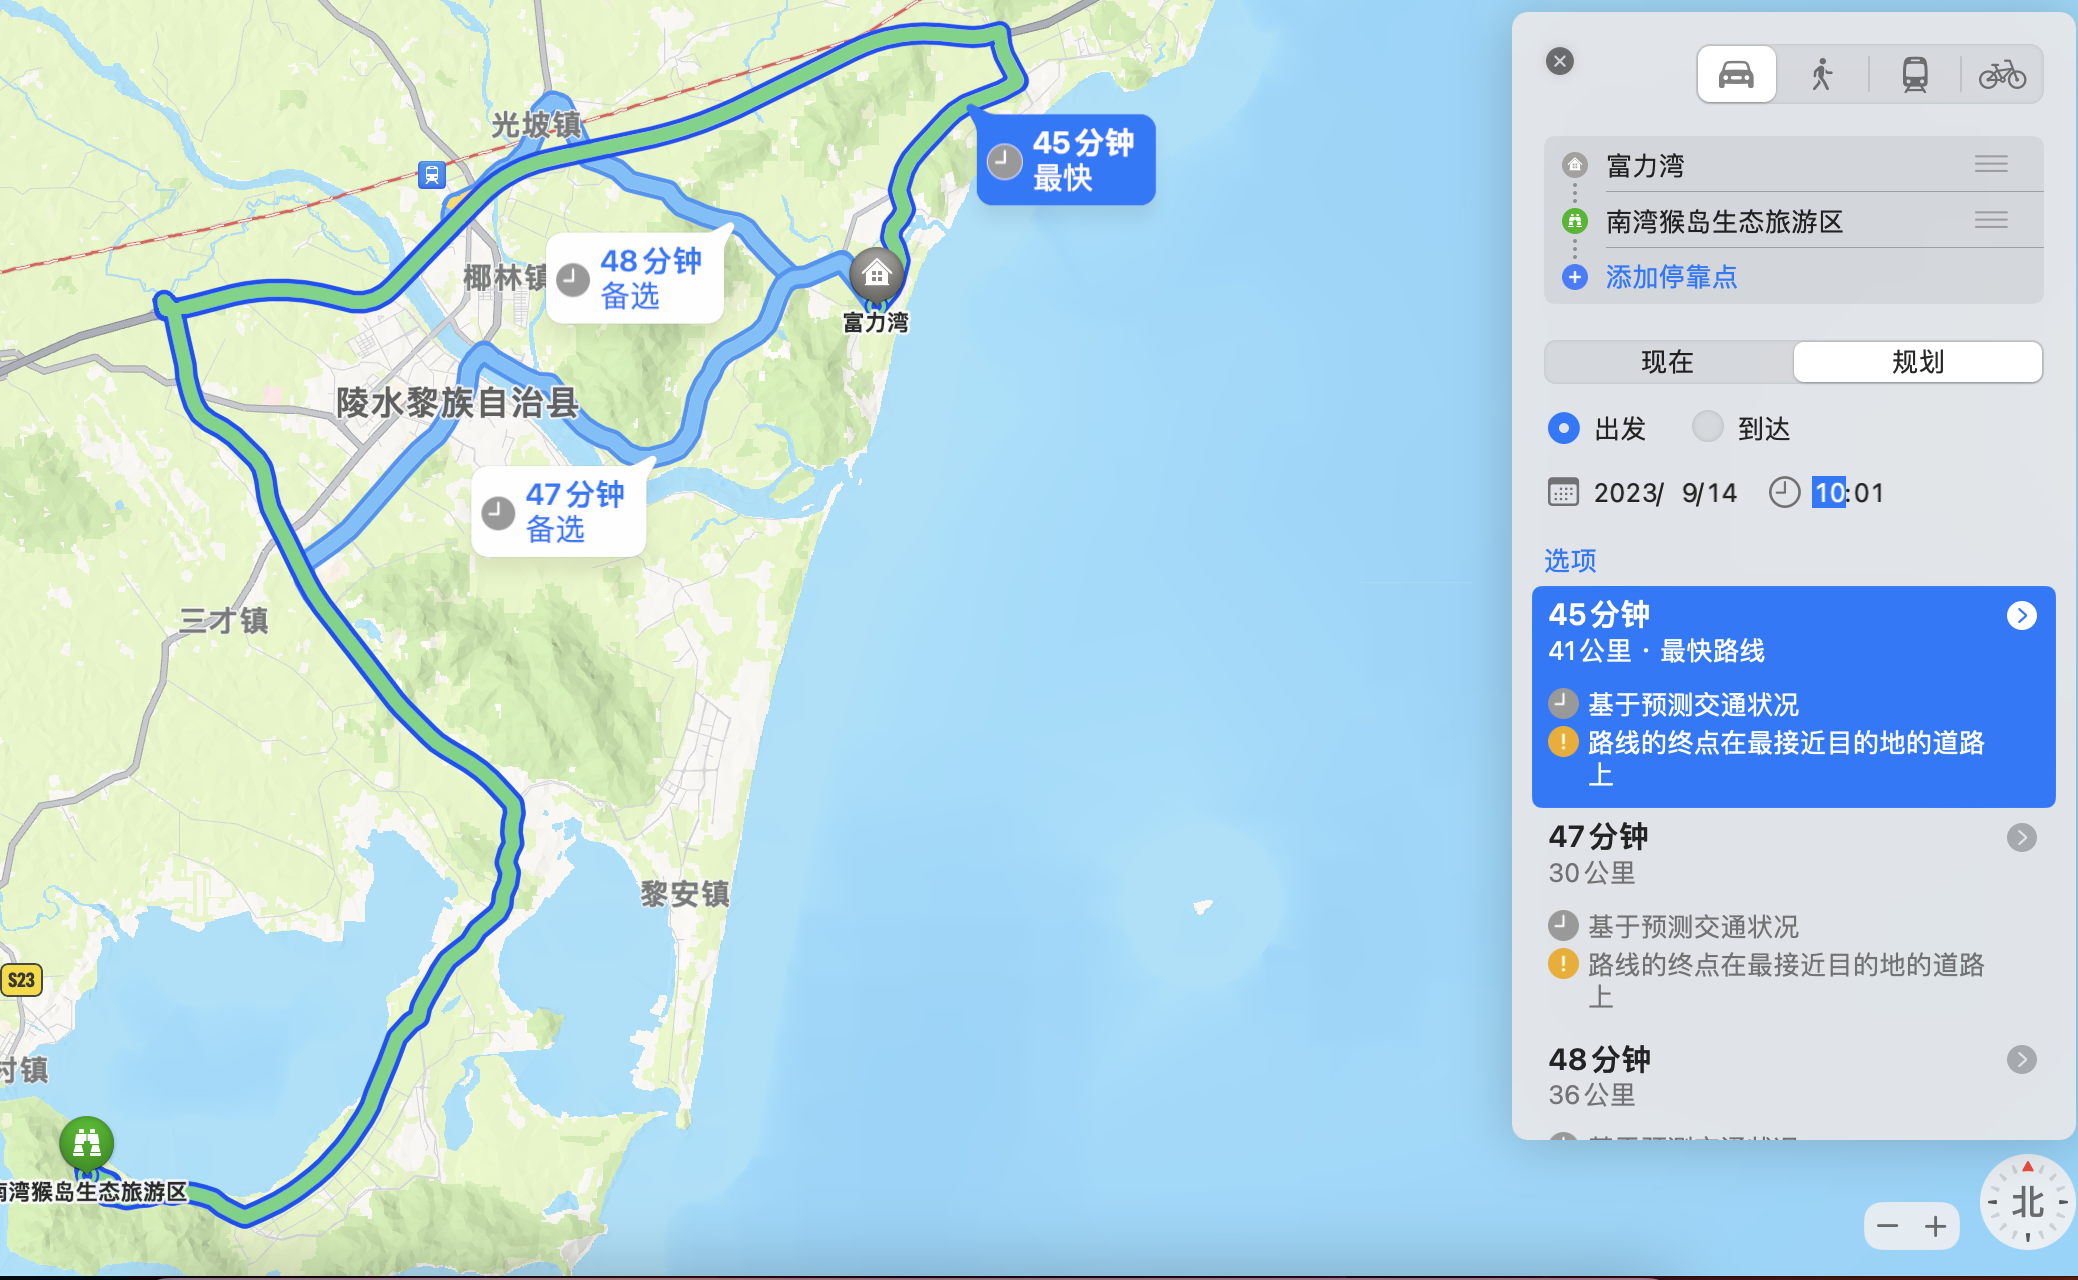 光坡镇
45分钟
最快
48分钟
备选
椰林镇
富力湾
陵水黎族自治县
47分钟
备选
三才镇
黎安镇
S23
村镇
南湾猴岛生态旅游区
富力湾
南湾猴岛生态旅游区
添加停靠点
现在 规划
出发 到达
2023/ 9/14 10:01
选项
45分钟
41公里 · 最快路线
基于预测交通状况
路线的终点在最接近目的地的道路
上
47分钟
30公里
基于预测交通状况
路线的终点在最接近目的地的道路
上
48分钟
36公里
北